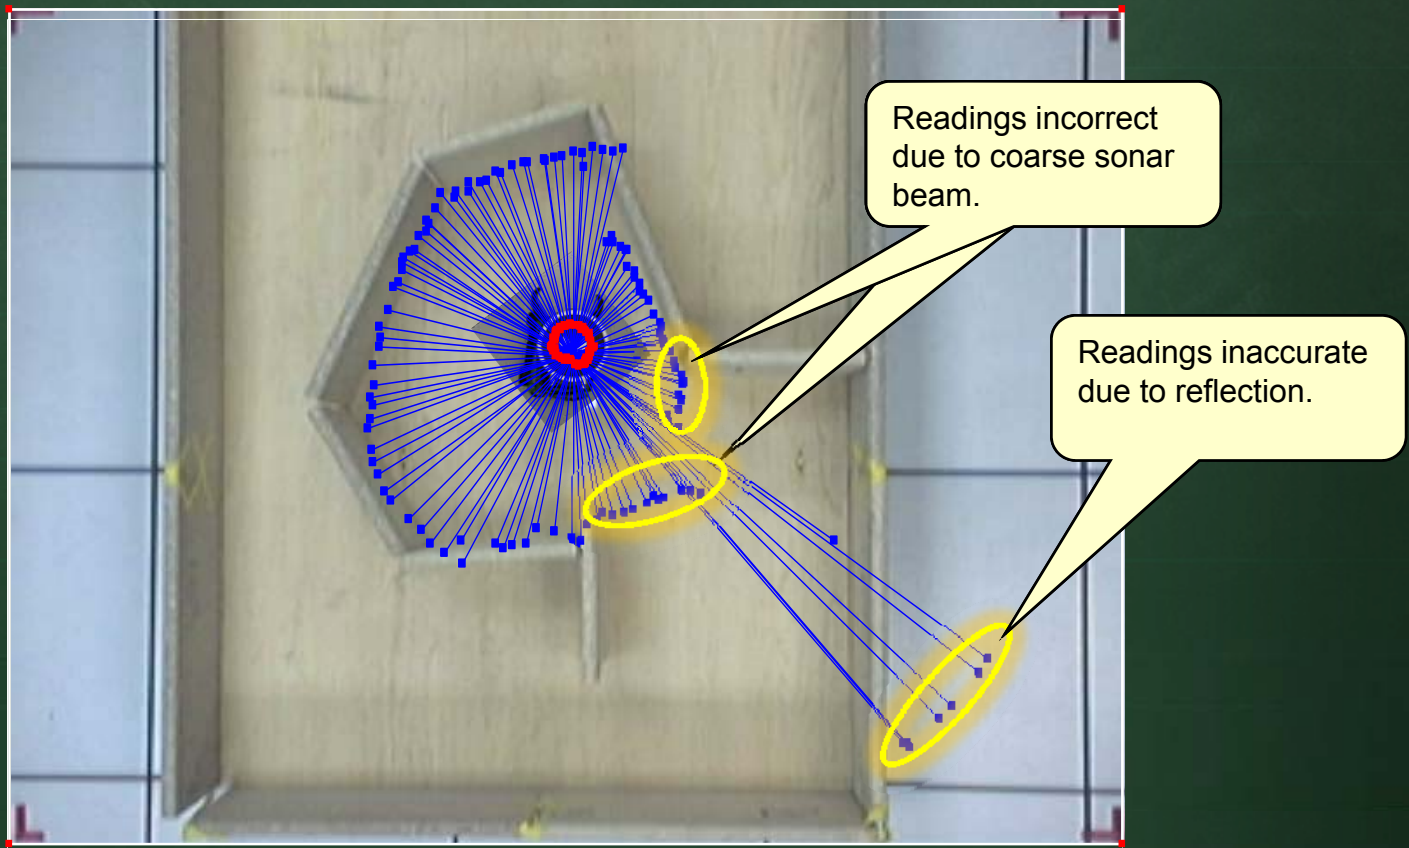 Readings incorrect
due to coarse sonar
beam.
Readings inaccurate
due to reflection.